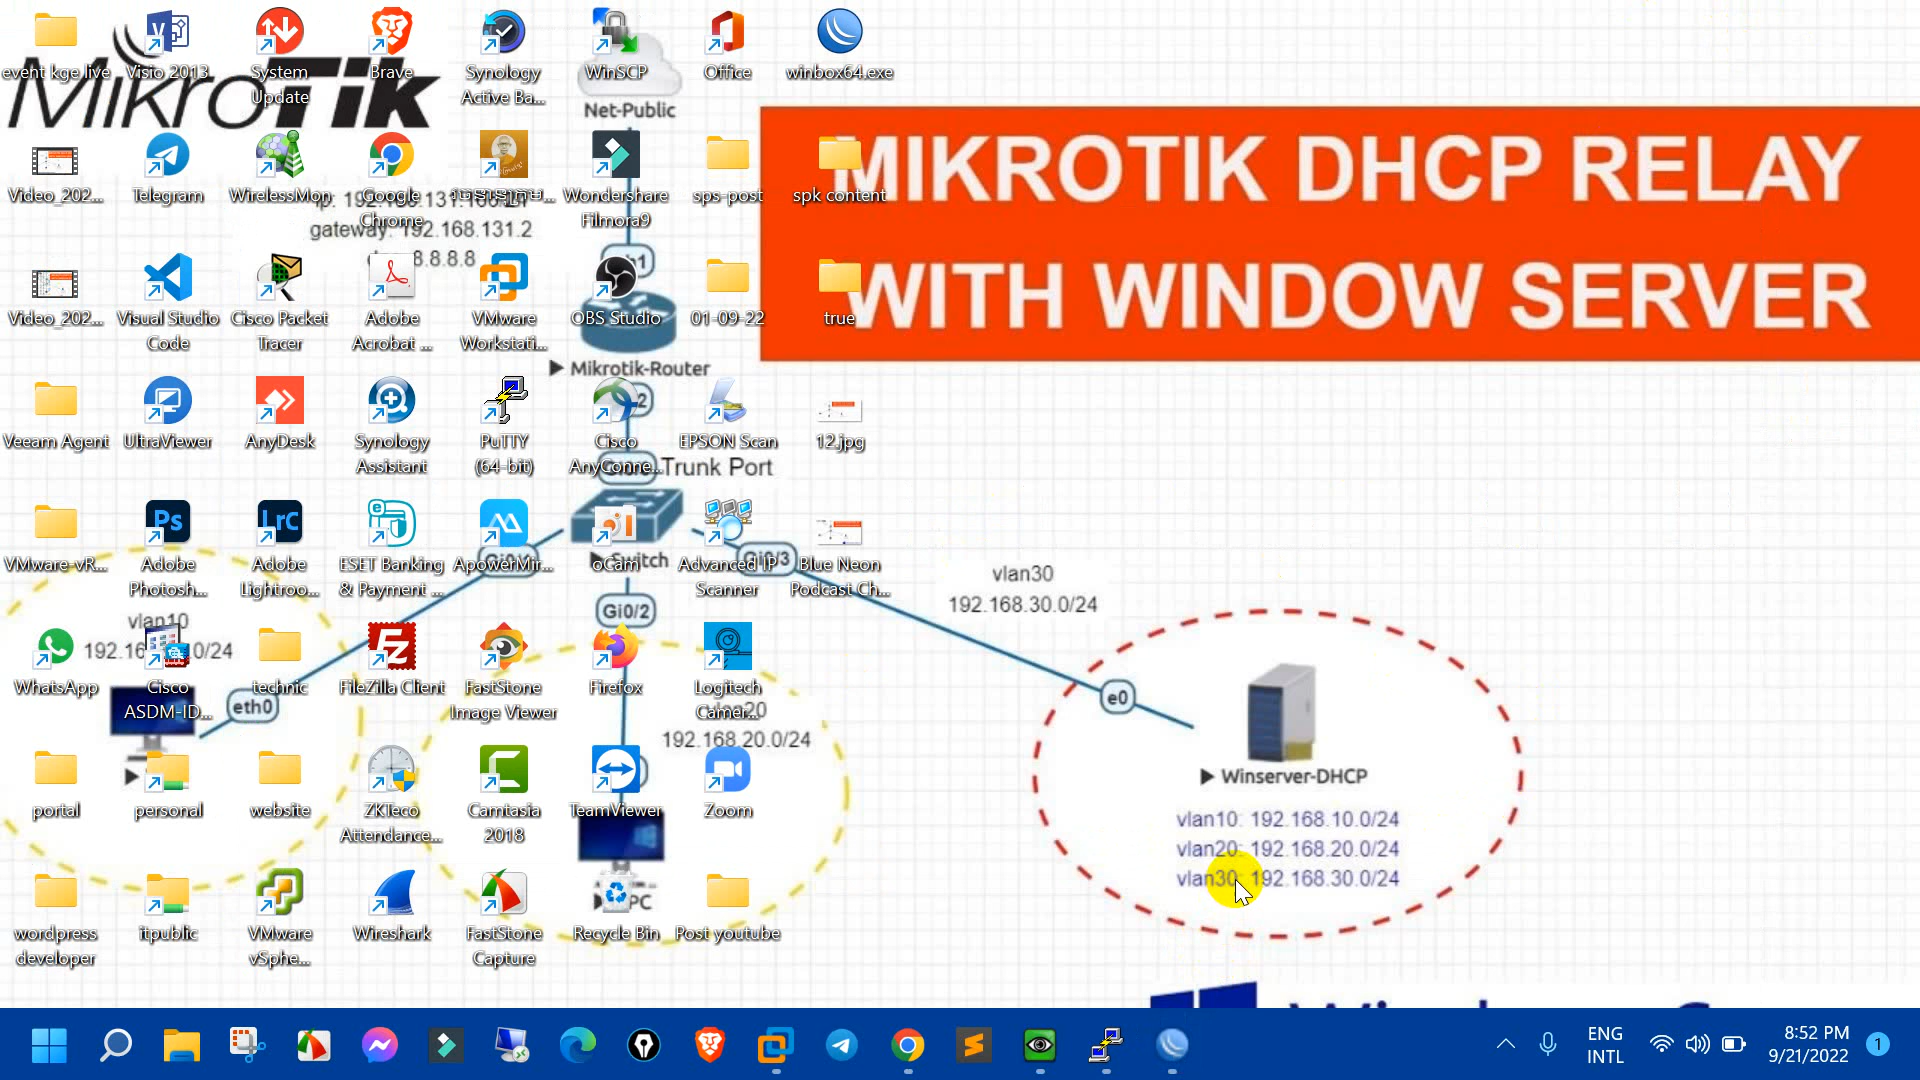 event kge live
Visio 2013
System
Update
Brave
Synology
Active Ba...
WinSCP
Office
winbox64.exe
MikroTik
Net-Public
MIKROTIK DHCP RELAY
WITH WINDOW SERVER
Video_202...
Telegram
WirelessMon
Google
Chrome
Wondershare
Filmora9
sps-post
spk content
gateway: 192.168.131.2
8.8.8.8
Video_202...
Visual Studio
Code
Cisco Packet
Tracer
Adobe
Acrobat ...
VMware
Workstati...
OBS Studio
01-09-22
true
Mikrotik-Router
Veeam Agent
UltraViewer
AnyDesk
Synology
Assistant
PuTTY
(64-bit)
Cisco
AnyConne...
EPSON Scan
12.jpg
Trunk Port
VMware-vR...
Adobe
Photosh...
Adobe
Lightroo...
ESET Banking
& Payment ...
ApowerMir...
oCam
Switch
Advanced IP
Scanner
Gi0/3
Blue Neon
Podcast Ch...
Gi0/2
vlan30
192.168.30.0/24
vlan10
WhatsApp
Cisco
ASDM-ID...
technic
FileZilla Client
FastStone
Image Viewer
Firefox
Logitech
Camer...
eth0
192.168.20.0/24
e0
Winserver-DHCP
vlan10: 192.168.10.0/24
vlan20: 192.168.20.0/24
vlan30: 192.168.30.0/24
portal
personal
website
ZKTeco
Attendance...
Camtasia
2018
TeamViewer
Zoom
wordpress
developer
itpublic
VMware
vSphe...
Wireshark
FastStone
Capture
Recycle Bin
Post youtube
ENG
INTL
8:52 PM
9/21/2022
1